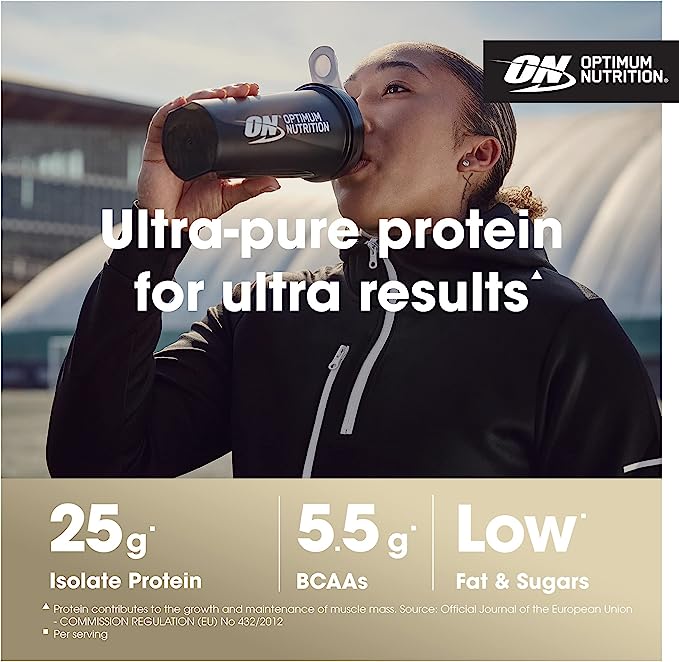 ON OPTIMUM
NUTRITION®
ON OPTIMUM
NUTRITION
Ultra-pure protein
for ultra results▲
25g▪ 5.5g▪ Low▪
Isolate Protein BCAAs Fat & Sugars
▲ Protein contributes to the growth and maintenance of muscle mass. Source: Official Journal of the European Union
- COMMISSION REGULATION (EU) No 432/2012
▪ Per serving